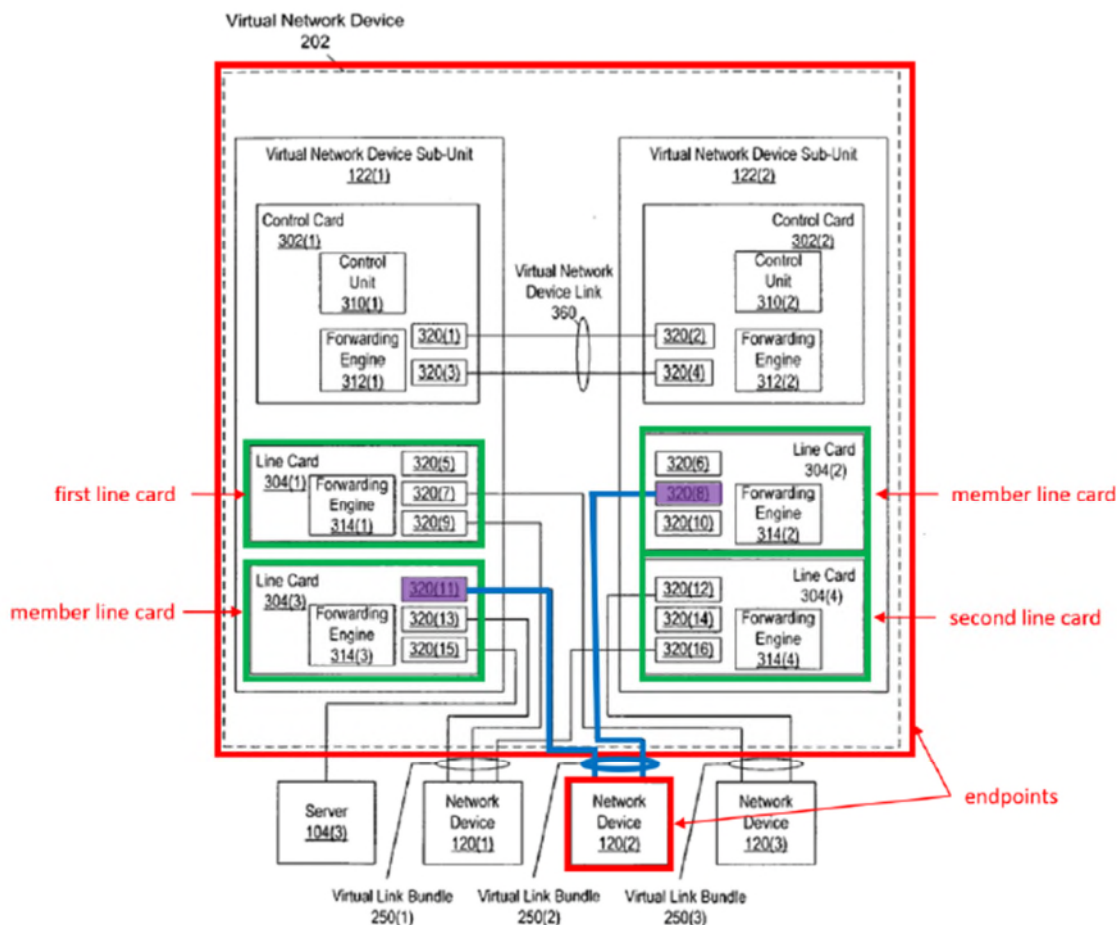 Virtual Network Device
202
Virtual Network Device Sub-Unit
122(1)
Control Card
302(1)
Control
Unit
310(1)
Forwarding
Engine
312(1)
320(1)
320(3)
Virtual Network
Device Link
360
Virtual Network Device Sub-Unit
122(2)
Control Card
302(2)
Control
Unit
310(2)
320(2)
320(4)
Forwarding
Engine
312(2)
first line card
Line Card
304(1)
Forwarding
Engine
314(1)
320(5)
320(7)
320(9)
320(6)
320(8)
320(10)
Line Card
304(2)
Forwarding
Engine
314(2)
member line card
member line card
Line Card
304(3)
Forwarding
Engine
314(3)
320(11)
320(13)
320(15)
320(12)
320(14)
320(16)
Line Card
304(4)
Forwarding
Engine
314(4)
second line card
endpoints
Server
104(3)
Network
Device
120(1)
Network
Device
120(2)
Network
Device
120(3)
Virtual Link Bundle
250(1)
Virtual Link Bundle
250(2)
Virtual Link Bundle
250(3)